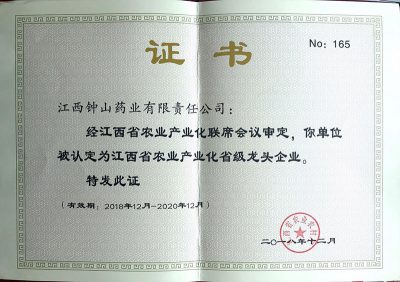 证书
No: 165
江西钟山药业有限责任公司：
经江西省农业产业化联席会议审定，你单位
被认定为江西省农业产业化省级龙头企业。
特发此证
（有效期：2018年12月-2020年12月）
二〇一八年十二月